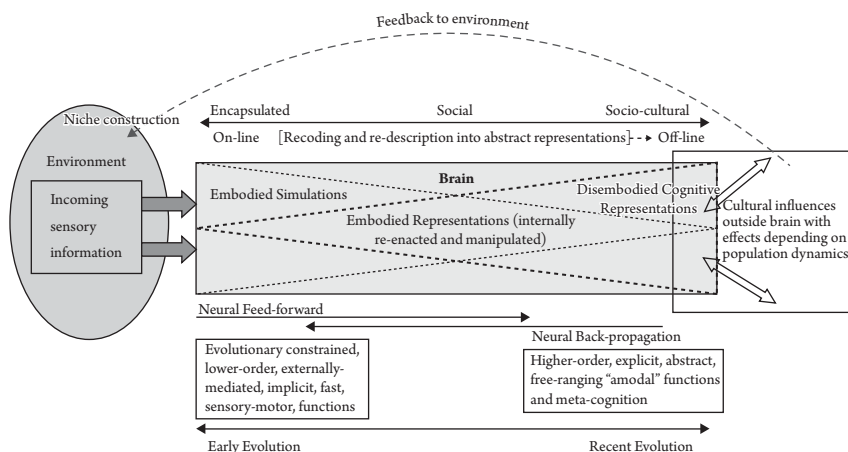 Feedback to environment
Niche construction
Encapsulated
Social
Socio-cultural
On-line
[Recoding and re-description into abstract representations]
Off-line
Environment
Incoming
sensory
information
Brain
Embodied Simulations
Disembodied Cognitive
Representations
Embodied Representations (internally
re-enacted and manipulated)
Cultural influences
outside brain with
effects depending on
population dynamics
Neural Feed-forward
Neural Back-propagation
Evolutionary constrained,
lower-order, externally-
mediated, implicit, fast,
sensory-motor, functions
Higher-order, explicit, abstract,
free-ranging “amodal” functions
and meta-cognition
Early Evolution
Recent Evolution